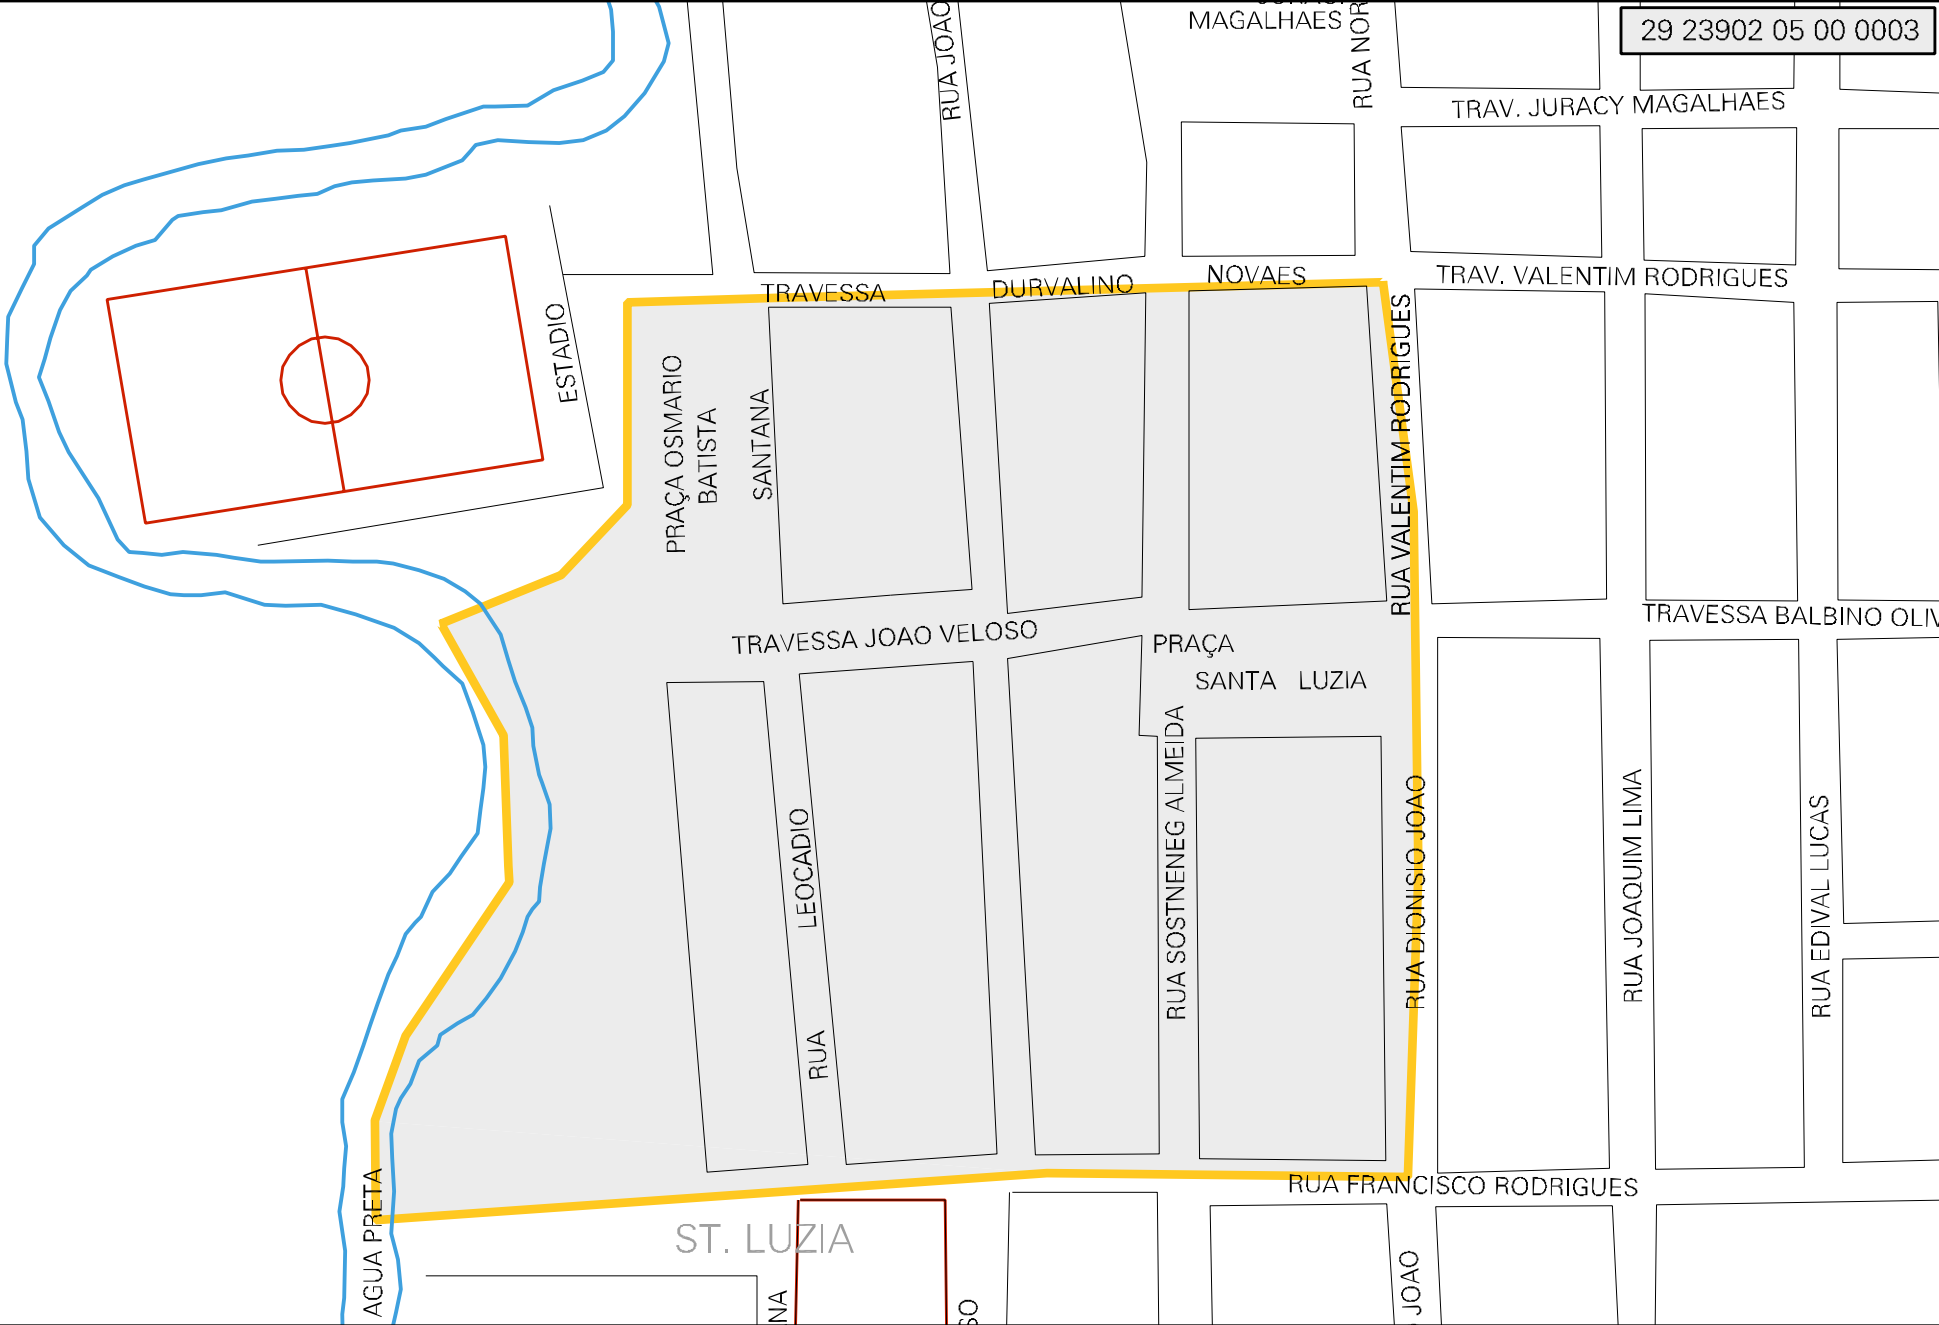 MAGALHAES
29 23902 05 00 0003
RUA JOAO
RUA NOR
TRAV. JURACY MAGALHAES
TRAVESSA DURVALINO NOVAES
TRAV. VALENTIM RODRIGUES
ESTADIO
PRAÇA OSMARIO
BATISTA
SANTANA
RUA VALENTIM RODRIGUES
TRAVESSA JOAO VELOSO
PRAÇA
SANTA LUZIA
TRAVESSA BALBINO OLIV
RUA LEOCADIO
RUA SOSTNENEG ALMEIDA
RUA DIONISIO JOAO
RUA JOAQUIM LIMA
RUA EDIVAL LUCAS
RUA FRANCISCO RODRIGUES
AGUA PRETA
ST. LUZIA
NA
SO
JOAO